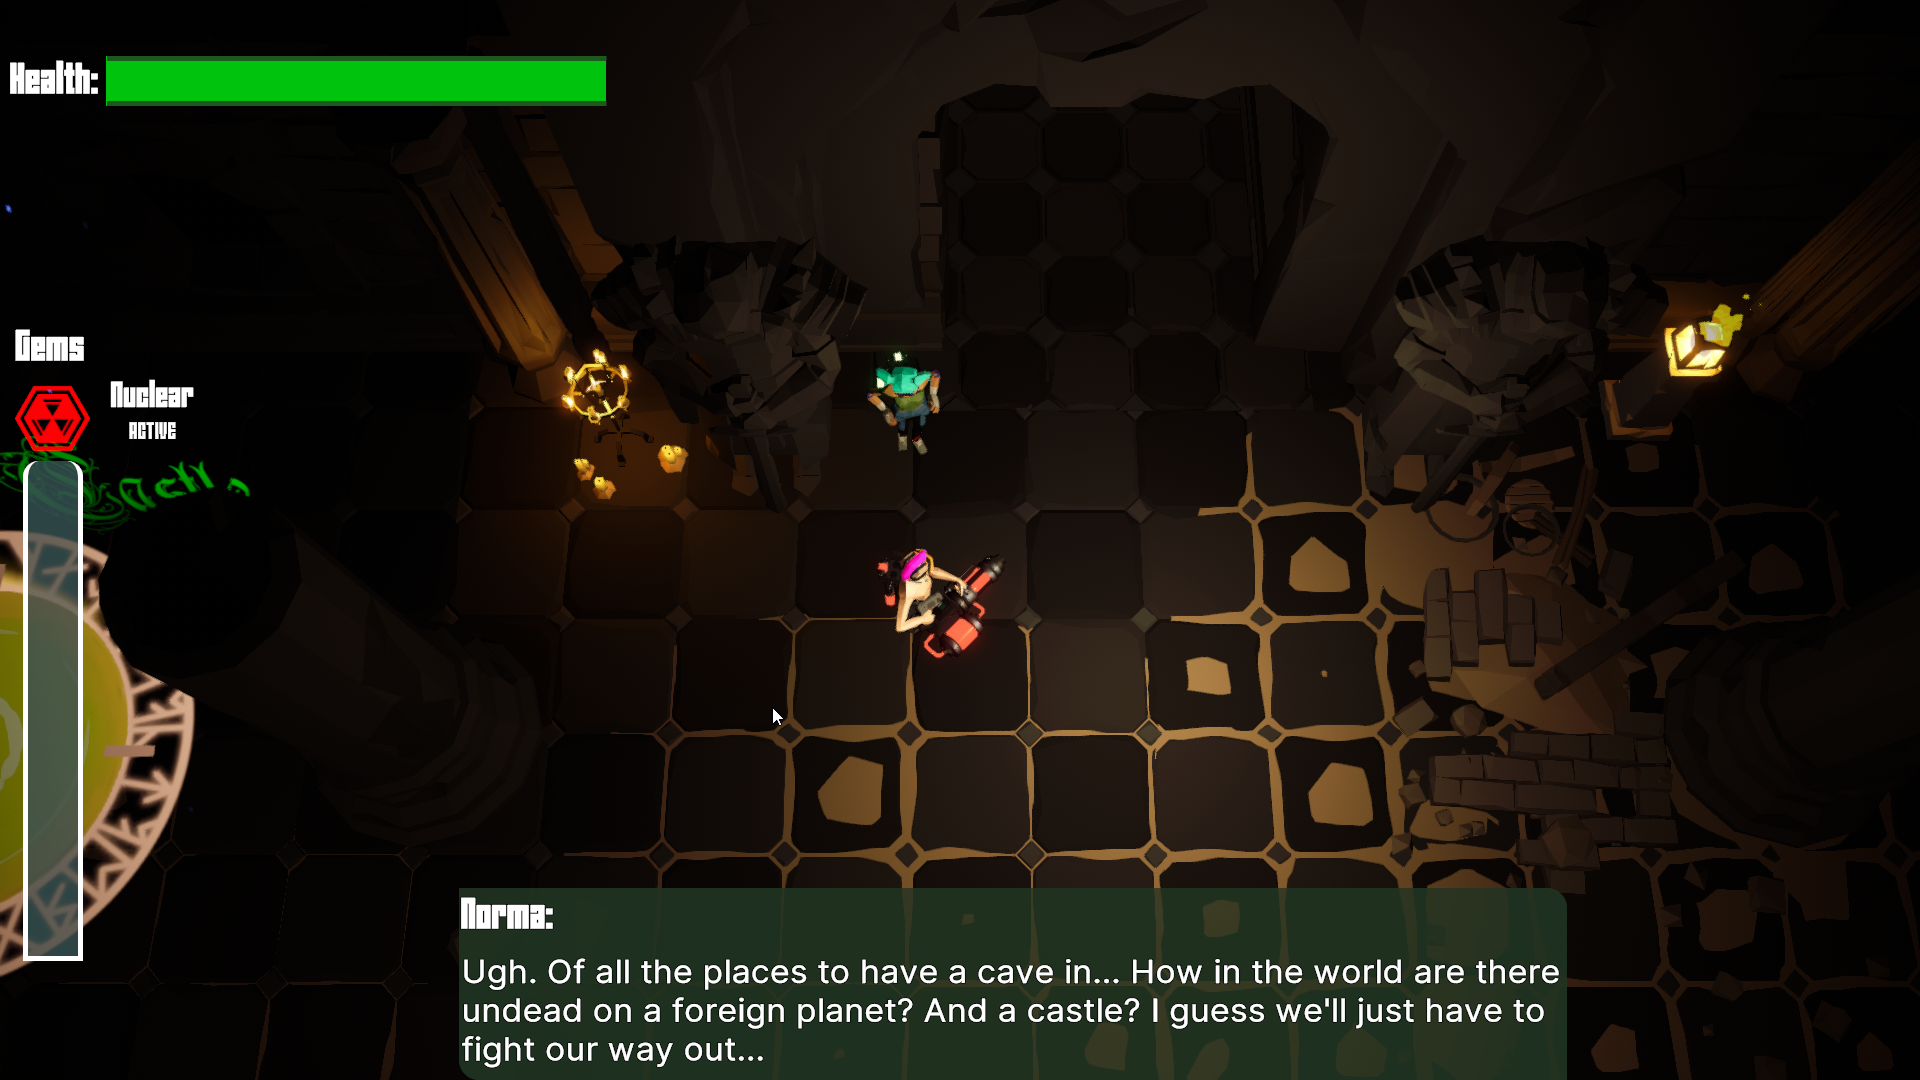 Health:
Gems
Nuclear
ACTIVE
Norma:
Ugh. Of all the places to have a cave in... How in the world are there
undead on a foreign planet? And a castle? I guess we'll just have to
fight our way out...